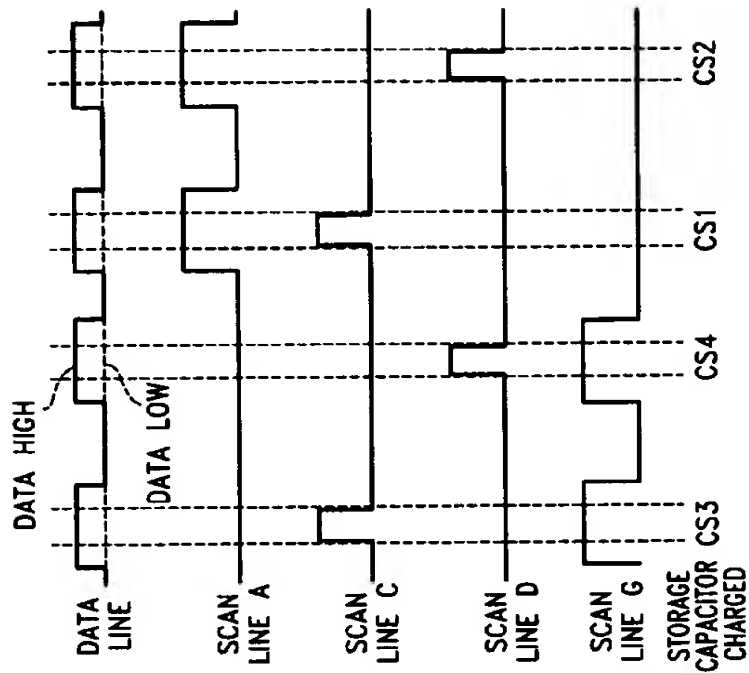 DATA HIGH
DATA LOW
DATA
LINE
SCAN
LINE A
SCAN
LINE C
SCAN
LINE D
SCAN
LINE G
STORAGE
CAPACITOR
CHARGED
CS3
CS4
CS1
CS2